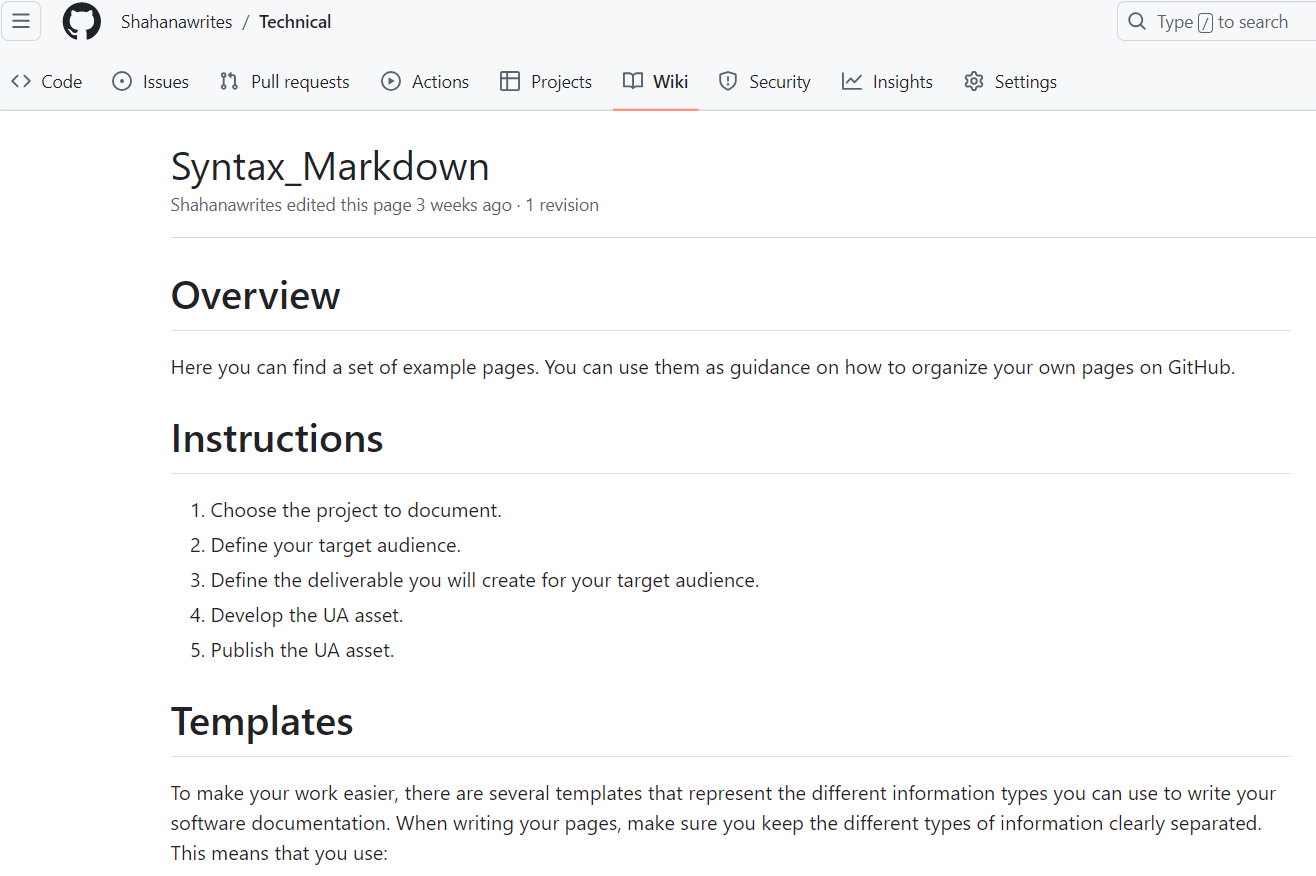 Shahanawrites / Technical
Type / to search
Code Issues Pull requests Actions Projects Wiki Security Insights Settings
Syntax_Markdown
Shahanawrites edited this page 3 weeks ago · 1 revision
Overview
Here you can find a set of example pages. You can use them as guidance on how to organize your own pages on GitHub.
Instructions
1. Choose the project to document.
2. Define your target audience.
3. Define the deliverable you will create for your target audience.
4. Develop the UA asset.
5. Publish the UA asset.
Templates
To make your work easier, there are several templates that represent the different information types you can use to write your
software documentation. When writing your pages, make sure you keep the different types of information clearly separated.
This means that you use: